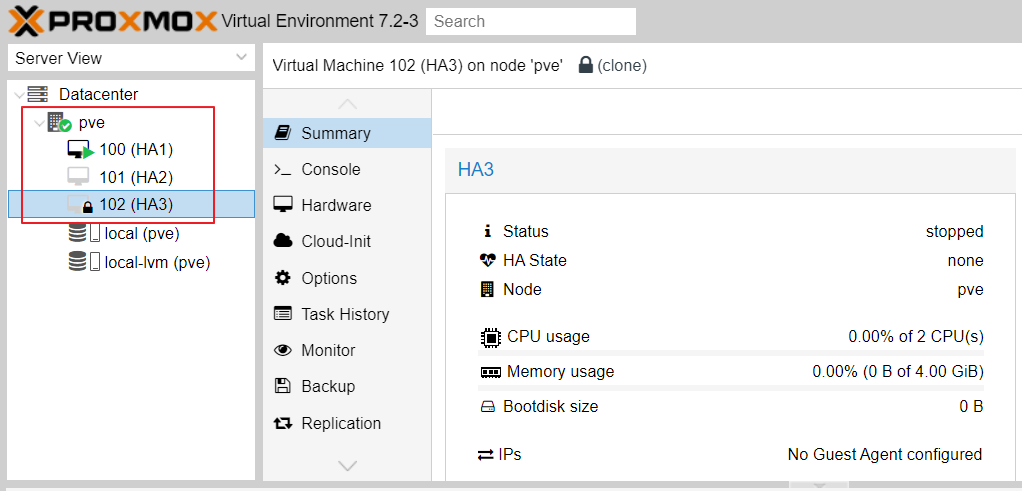 PROXMOX Virtual Environment 7.2-3 Search
Server View
Datacenter
pve
100 (HA1)
101 (HA2)
102 (HA3)
local (pve)
local-lvm (pve)
Virtual Machine 102 (HA3) on node 'pve' (clone)
Summary
Console
Hardware
Cloud-Init
Options
Task History
Monitor
Backup
Replication
HA3
Status stopped
HA State none
Node pve
CPU usage 0.00% of 2 CPU(s)
Memory usage 0.00% (0 B of 4.00 GiB)
Bootdisk size 0 B
IPs No Guest Agent configured